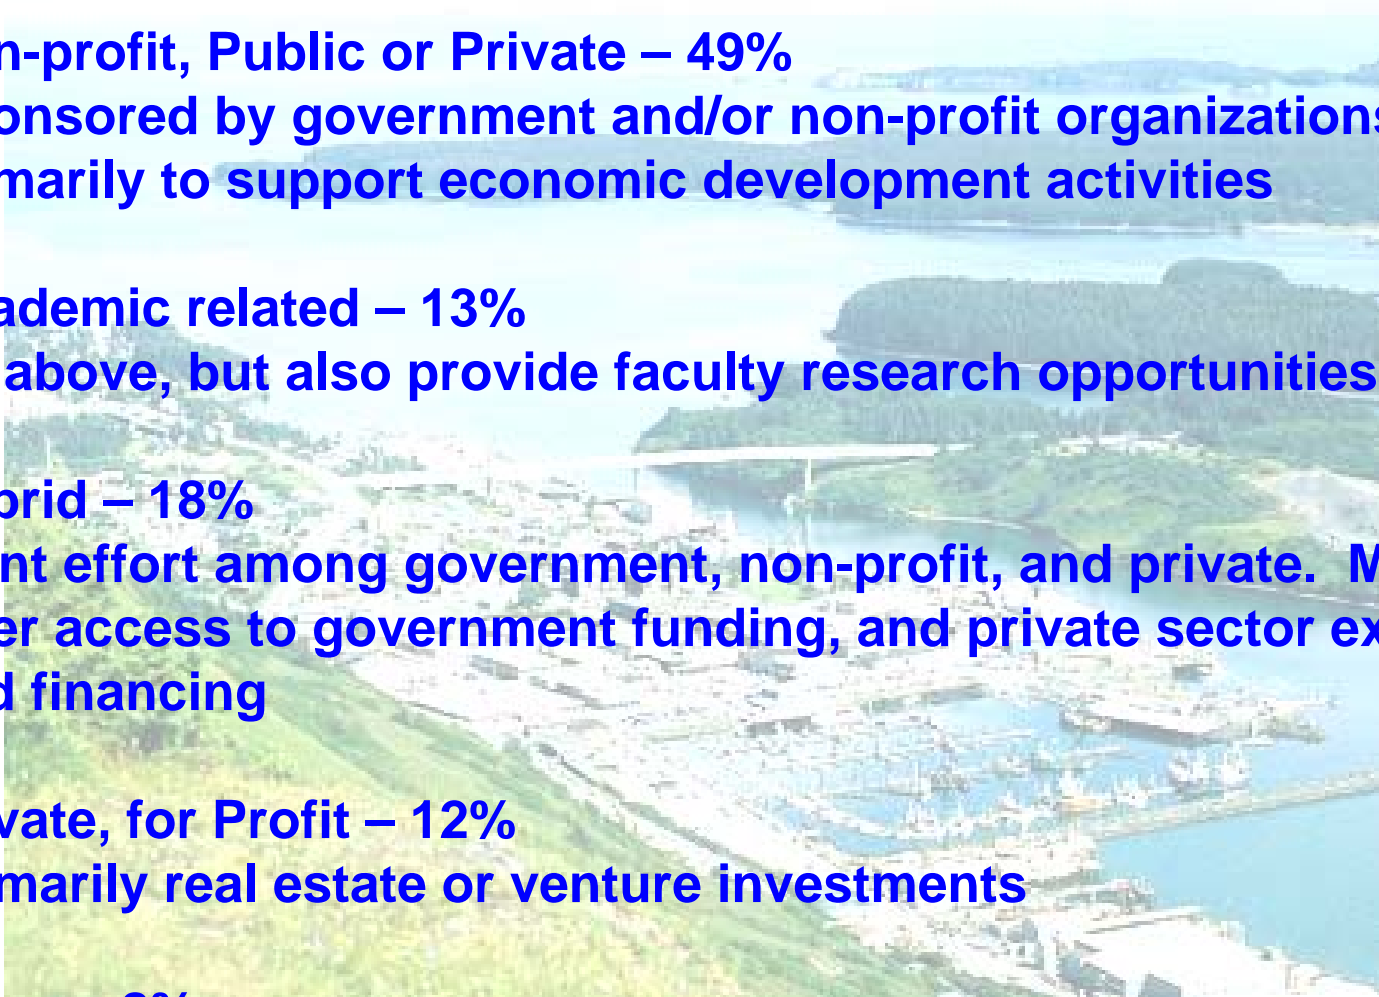 n-profit, Public or Private – 49%
onsored by government and/or non-profit organizations
marily to support economic development activities
ademic related – 13%
above, but also provide faculty research opportunities
brid – 18%
nt effort among government, non-profit, and private. M
er access to government funding, and private sector ex
d financing
vate, for Profit – 12%
marily real estate or venture investments